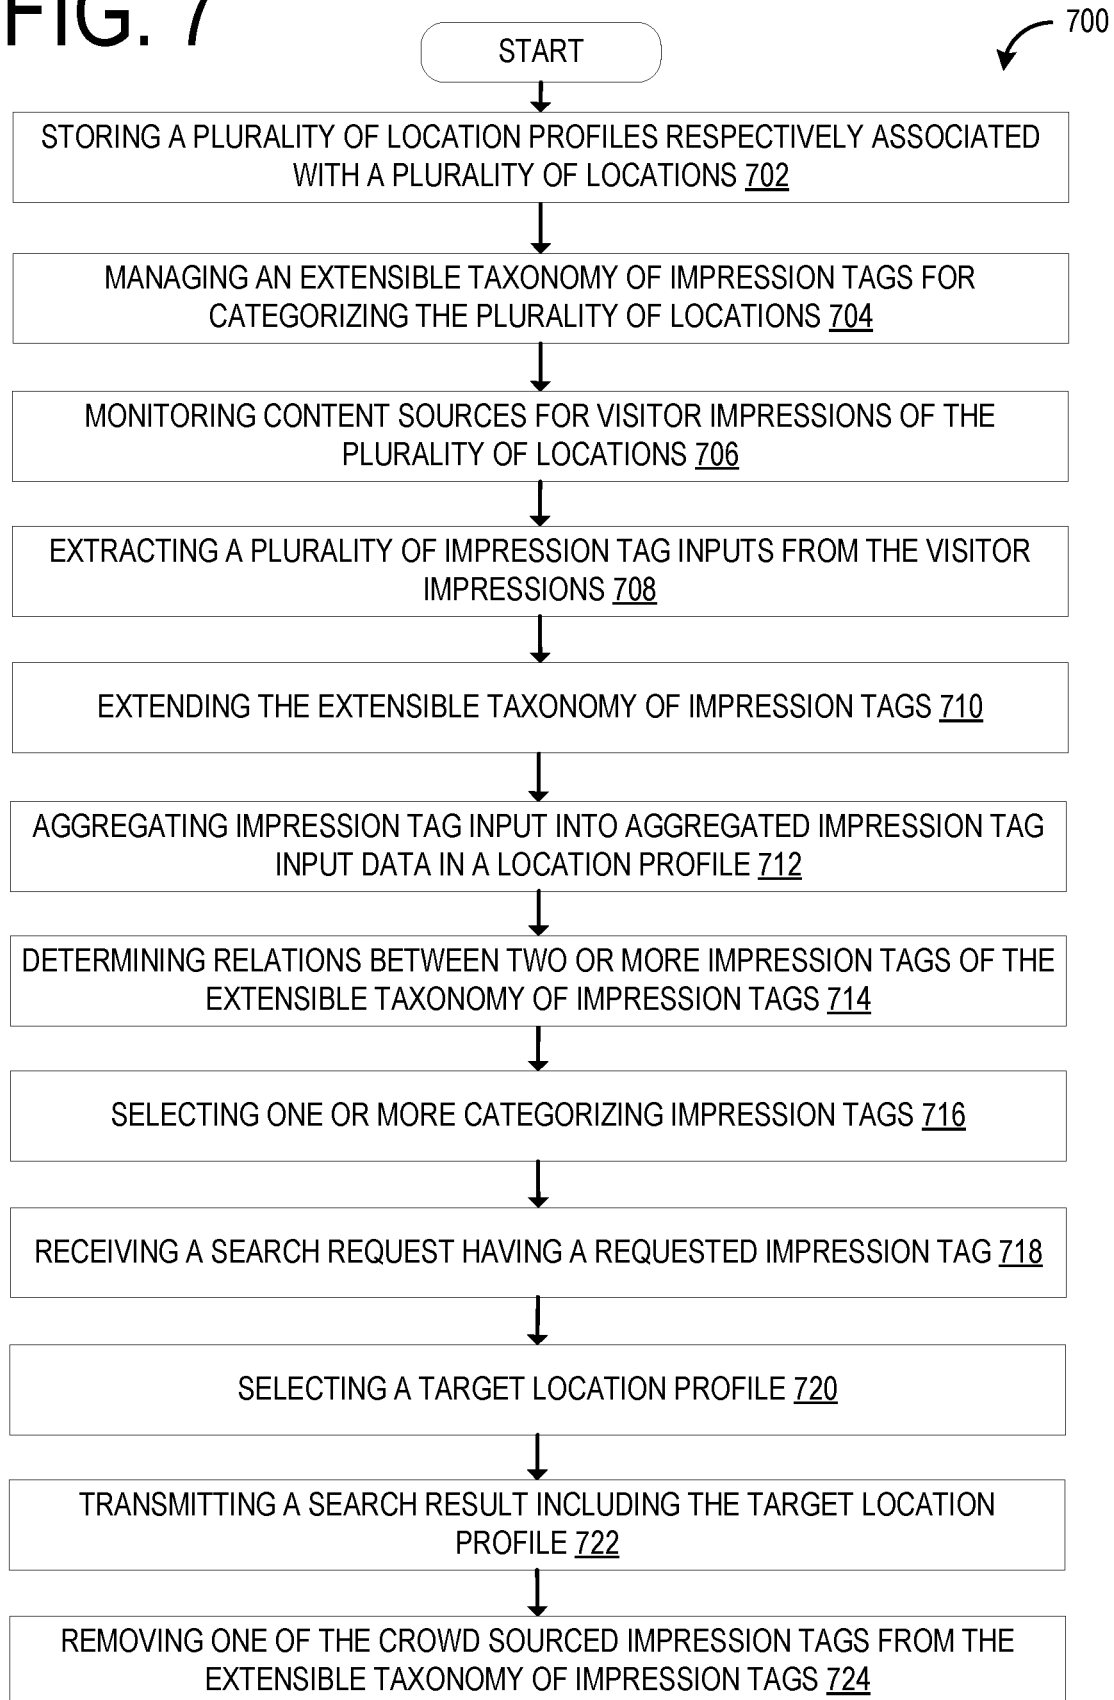 FIG. 7
700
START
STORING A PLURALITY OF LOCATION PROFILES RESPECTIVELY ASSOCIATED
WITH A PLURALITY OF LOCATIONS 702
MANAGING AN EXTENSIBLE TAXONOMY OF IMPRESSION TAGS FOR
CATEGORIZING THE PLURALITY OF LOCATIONS 704
MONITORING CONTENT SOURCES FOR VISITOR IMPRESSIONS OF THE
PLURALITY OF LOCATIONS 706
EXTRACTING A PLURALITY OF IMPRESSION TAG INPUTS FROM THE VISITOR
IMPRESSIONS 708
EXTENDING THE EXTENSIBLE TAXONOMY OF IMPRESSION TAGS 710
AGGREGATING IMPRESSION TAG INPUT INTO AGGREGATED IMPRESSION TAG
INPUT DATA IN A LOCATION PROFILE 712
DETERMINING RELATIONS BETWEEN TWO OR MORE IMPRESSION TAGS OF THE
EXTENSIBLE TAXONOMY OF IMPRESSION TAGS 714
SELECTING ONE OR MORE CATEGORIZING IMPRESSION TAGS 716
RECEIVING A SEARCH REQUEST HAVING A REQUESTED IMPRESSION TAG 718
SELECTING A TARGET LOCATION PROFILE 720
TRANSMITTING A SEARCH RESULT INCLUDING THE TARGET LOCATION
PROFILE 722
REMOVING ONE OF THE CROWD SOURCED IMPRESSION TAGS FROM THE
EXTENSIBLE TAXONOMY OF IMPRESSION TAGS 724